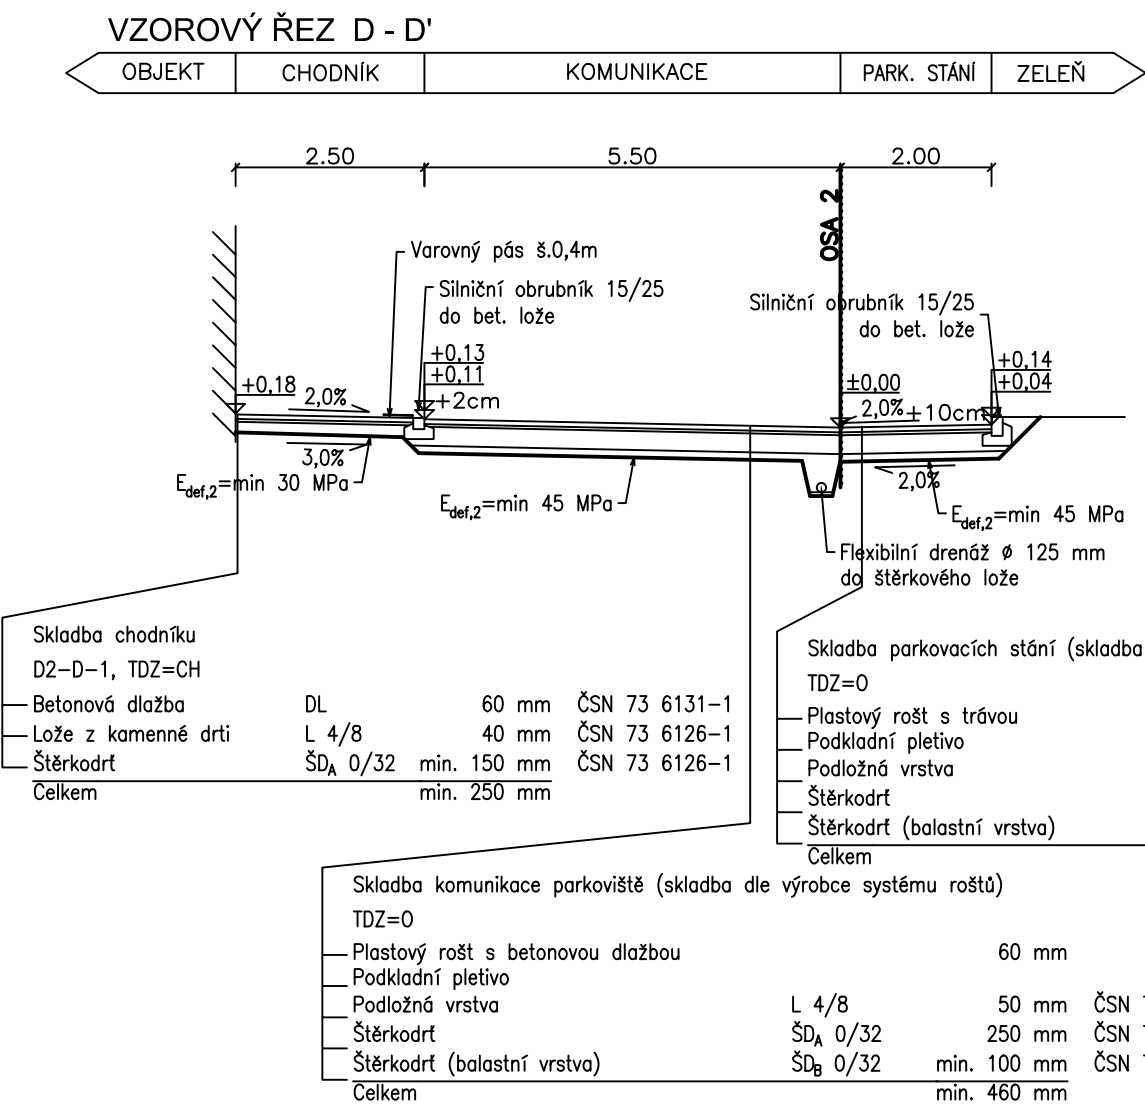 VZOROVÝ ŘEZ D - D'
OBJEKT CHODNÍK KOMUNIKACE PARK. STÁNÍ ZELEŇ
2.50 5.50 2.00
OSA 2
Varovný pás š.0,4m
Silniční obrubník 15/25
do bet. lože
Silniční obrubník 15/25
do bet. lože
+0,13
+0,11
+2cm
+0,14
+0,04
+0,18
2,0%
±0,00
2,0%
±10cm
3,0%
2,0%
Edef,2=min 30 MPa
Edef,2=min 45 MPa
Edef,2=min 45 MPa
Flexibilní drenáž Ø 125 mm
do štěrkového lože
Skladba chodníku
D2-D-1, TDZ=CH
Betonová dlažba DL 60 mm ČSN 73 6131-1
Lože z kamenné drti L 4/8 40 mm ČSN 73 6126-1
Štěrkodrť ŠDA 0/32 min. 150 mm ČSN 73 6126-1
Celkem min. 250 mm
Skladba parkovacích stání (skladba
TDZ=O
Plastový rošt s trávou
Podkladní pletivo
Podložná vrstva
Štěrkodrť
Štěrkodrť (balastní vrstva)
Celkem
Skladba komunikace parkoviště (skladba dle výrobce systému roštů)
TDZ=O
Plastový rošt s betonovou dlažbou 60 mm
Podkladní pletivo
Podložná vrstva L 4/8 50 mm ČSN
Štěrkodrť ŠDA 0/32 250 mm ČSN
Štěrkodrť (balastní vrstva) ŠDB 0/32 min. 100 mm ČSN
Celkem min. 460 mm